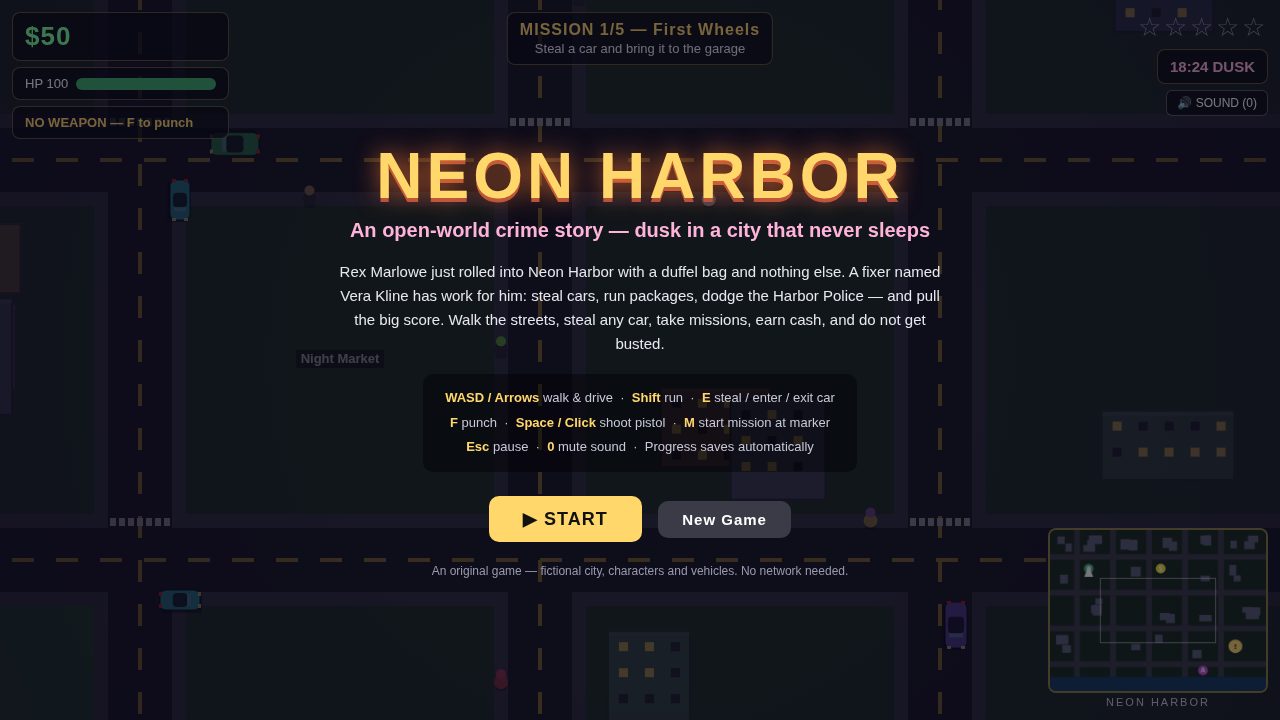 $50
HP 100
NO WEAPON — F to punch
MISSION 1/5 — First Wheels
Steal a car and bring it to the garage
☆☆☆☆☆
18:24 DUSK
🔊 SOUND (0)
NEON HARBOR
An open-world crime story — dusk in a city that never sleeps
Rex Marlowe just rolled into Neon Harbor with a duffel bag and nothing else. A fixer named
Vera Kline has work for him: steal cars, run packages, dodge the Harbor Police — and pull
the big score. Walk the streets, steal any car, take missions, earn cash, and do not get
busted.
Night Market
WASD / Arrows walk & drive · Shift run · E steal / enter / exit car
F punch · Space / Click shoot pistol · M start mission at marker
Esc pause · 0 mute sound · Progress saves automatically
▶ START
New Game
An original game — fictional city, characters and vehicles. No network needed.
NEON HARBOR